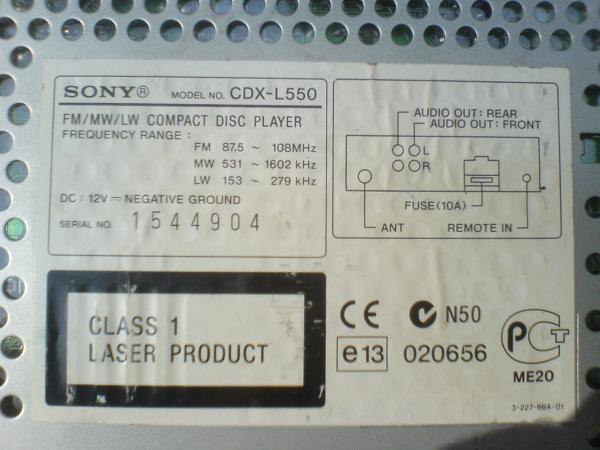 SONY® MODEL NO. CDX-L550
FM/MW/LW COMPACT DISC PLAYER
FREQUENCY RANGE :
FM 87.5 ~ 108MHz
MW 531 ~ 1602 kHz
LW 153 ~ 279 kHz
DC : 12V⎓ NEGATIVE GROUND
SERIAL NO. 1544904
AUDIO OUT: REAR
AUDIO OUT: FRONT
L
R
FUSE(10A)
ANT REMOTE IN
CLASS 1
LASER PRODUCT
CE N50
e13 020656
PCT
ME20
3-227-664-01